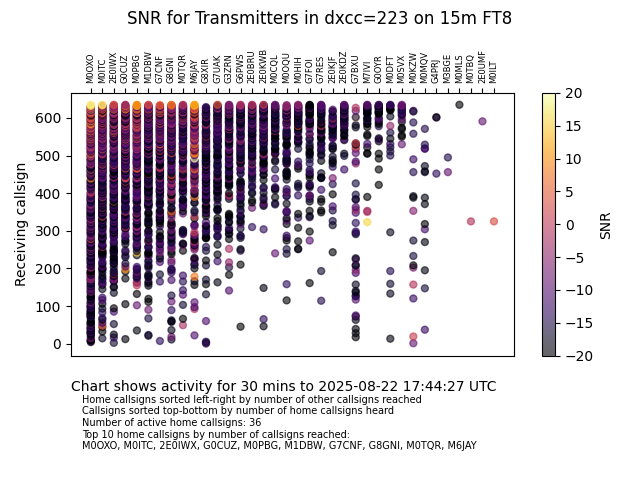 SNR for Transmitters in dxcc=223 on 15m FT8
M0OXO M0ITC 2E0IWX G0CUZ M0PBG M1DBW G7CNF G8GNI M0TQR M6JAY G8XIR G7UAK G3ZRN G6PWS 2E0BRU 2E0KWB M0CQL M0OQU M0HIH G7FOI G7RES 2E0KJF 2E0KDZ G7BXU M7TVI G3OYR M0DFT M0SVX M0KZW M0MQV G4PRJ M3BGE M0MLS M0TBQ 2E0UMF M0ILT
600
500
400
300
200
100
0
Receiving callsign
20
15
10
5
0
−5
−10
−15
−20
SNR
Chart shows activity for 30 mins to 2025-08-22 17:44:27 UTC
Home callsigns sorted left-right by number of other callsigns reached
Callsigns sorted top-bottom by number of home callsigns heard
Number of active home callsigns: 36
Top 10 home callsigns by number of callsigns reached:
M0OXO, M0ITC, 2E0IWX, G0CUZ, M0PBG, M1DBW, G7CNF, G8GNI, M0TQR, M6JAY